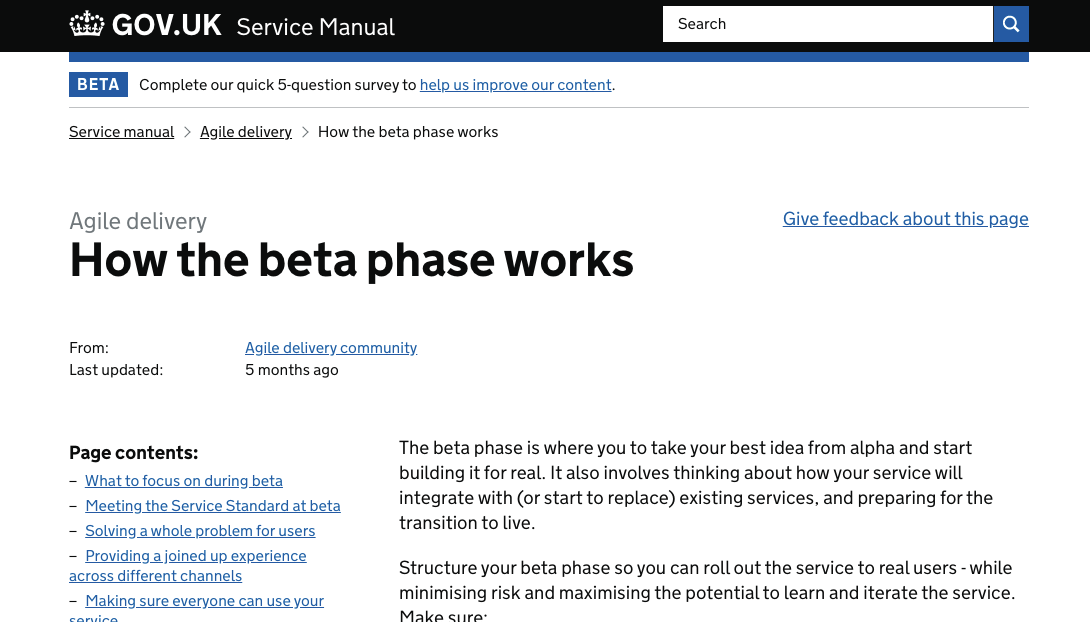 GOV.UK Service Manual
Search
BETA Complete our quick 5-question survey to help us improve our content.
Service manual > Agile delivery > How the beta phase works
Agile delivery
Give feedback about this page
How the beta phase works
From: Agile delivery community
Last updated: 5 months ago
Page contents:
– What to focus on during beta
– Meeting the Service Standard at beta
– Solving a whole problem for users
– Providing a joined up experience
across different channels
– Making sure everyone can use your
service
The beta phase is where you to take your best idea from alpha and start
building it for real. It also involves thinking about how your service will
integrate with (or start to replace) existing services, and preparing for the
transition to live.
Structure your beta phase so you can roll out the service to real users - while
minimising risk and maximising the potential to learn and iterate the service.
Make sure: